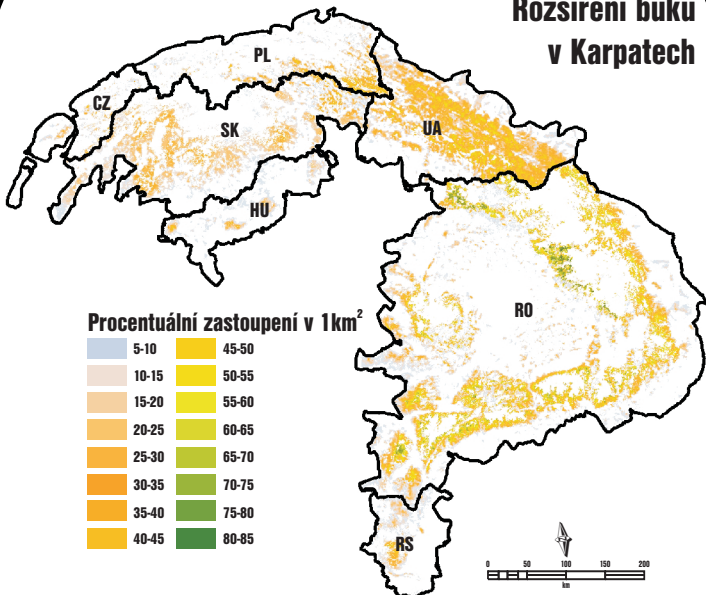 Rozšíření buku
v Karpatech
PL
CZ
SK
UA
HU
RO
RS
Procentuální zastoupení v 1km²
5-10
10-15
15-20
20-25
25-30
30-35
35-40
40-45
45-50
50-55
55-60
60-65
65-70
70-75
75-80
80-85
0 50 100 150 200
km